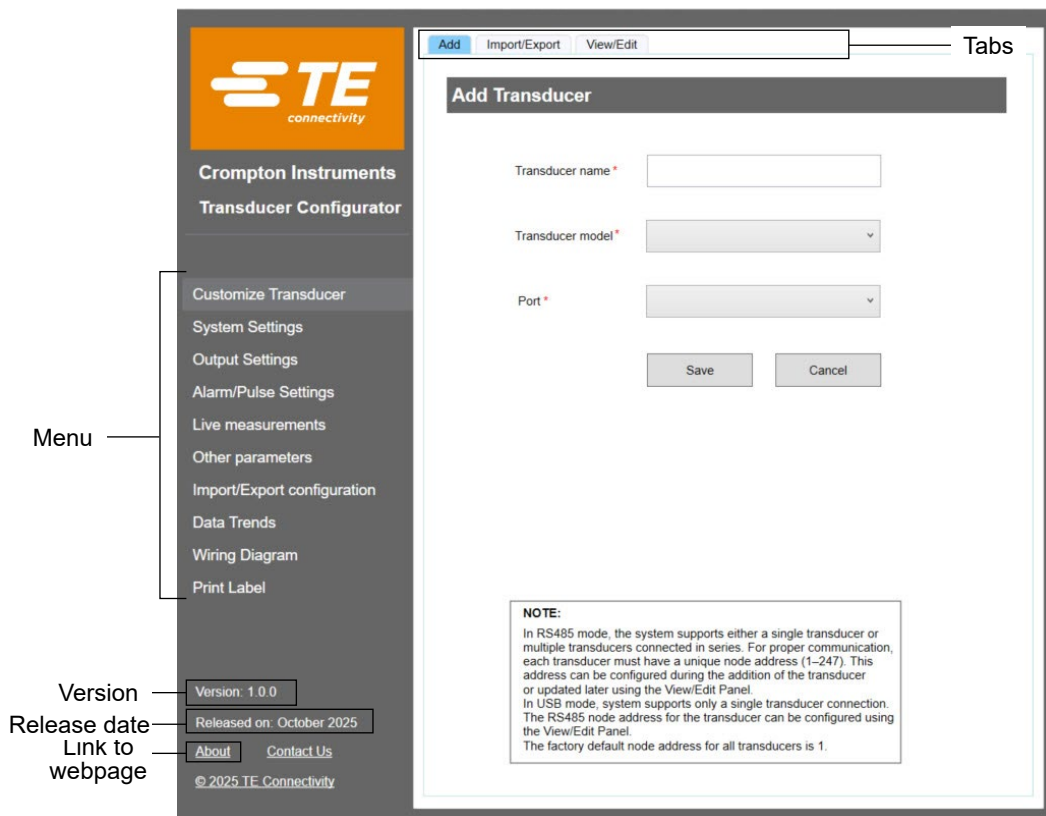 Add Import/Export View/Edit
Tabs
TE
connectivity
Add Transducer
Crompton Instruments
Transducer Configurator
Transducer name *
Transducer model *
Port *
Save Cancel
Menu
Customize Transducer
System Settings
Output Settings
Alarm/Pulse Settings
Live measurements
Other parameters
Import/Export configuration
Data Trends
Wiring Diagram
Print Label
NOTE:
In RS485 mode, the system supports either a single transducer or
multiple transducers connected in series. For proper communication,
each transducer must have a unique node address (1–247). This
address can be configured during the addition of the transducer
or updated later using the View/Edit Panel.
In USB mode, system supports only a single transducer connection.
The RS485 node address for the transducer can be configured using
the View/Edit Panel.
The factory default node address for all transducers is 1.
Version
Version: 1.0.0
Release date
Released on: October 2025
Link to
webpage
About Contact Us
© 2025 TE Connectivity